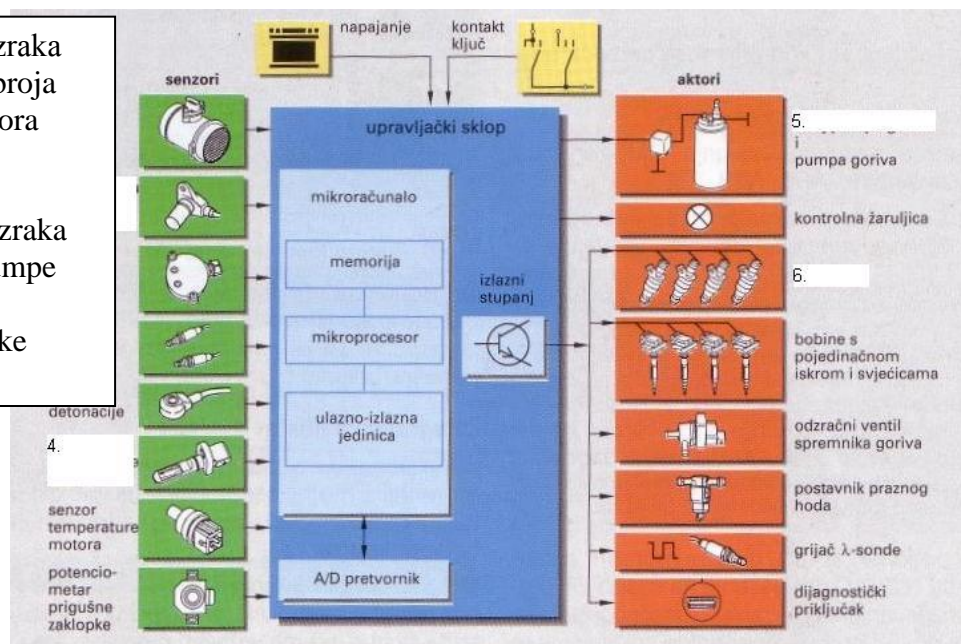 zraka
broja
ora
zraka
umpe
ke
napajanje
kontakt
ključ
senzori
aktori
upravljački sklop
mikroračunalo
memorija
mikroprocesor
ulazno-izlazna
jedinica
A/D pretvornik
izlazni
stupanj
detonacije
4.
senzor
temperature
motora
potencio-
metar
prigušne
zaklopke
5.
i
pumpa goriva
kontrolna žaruljica
6.
bobine s
pojedinačnom
iskrom i svjećicama
odzračni ventil
spremnika goriva
postavnik praznog
hoda
grijač λ-sonde
dijagnostički
priključak